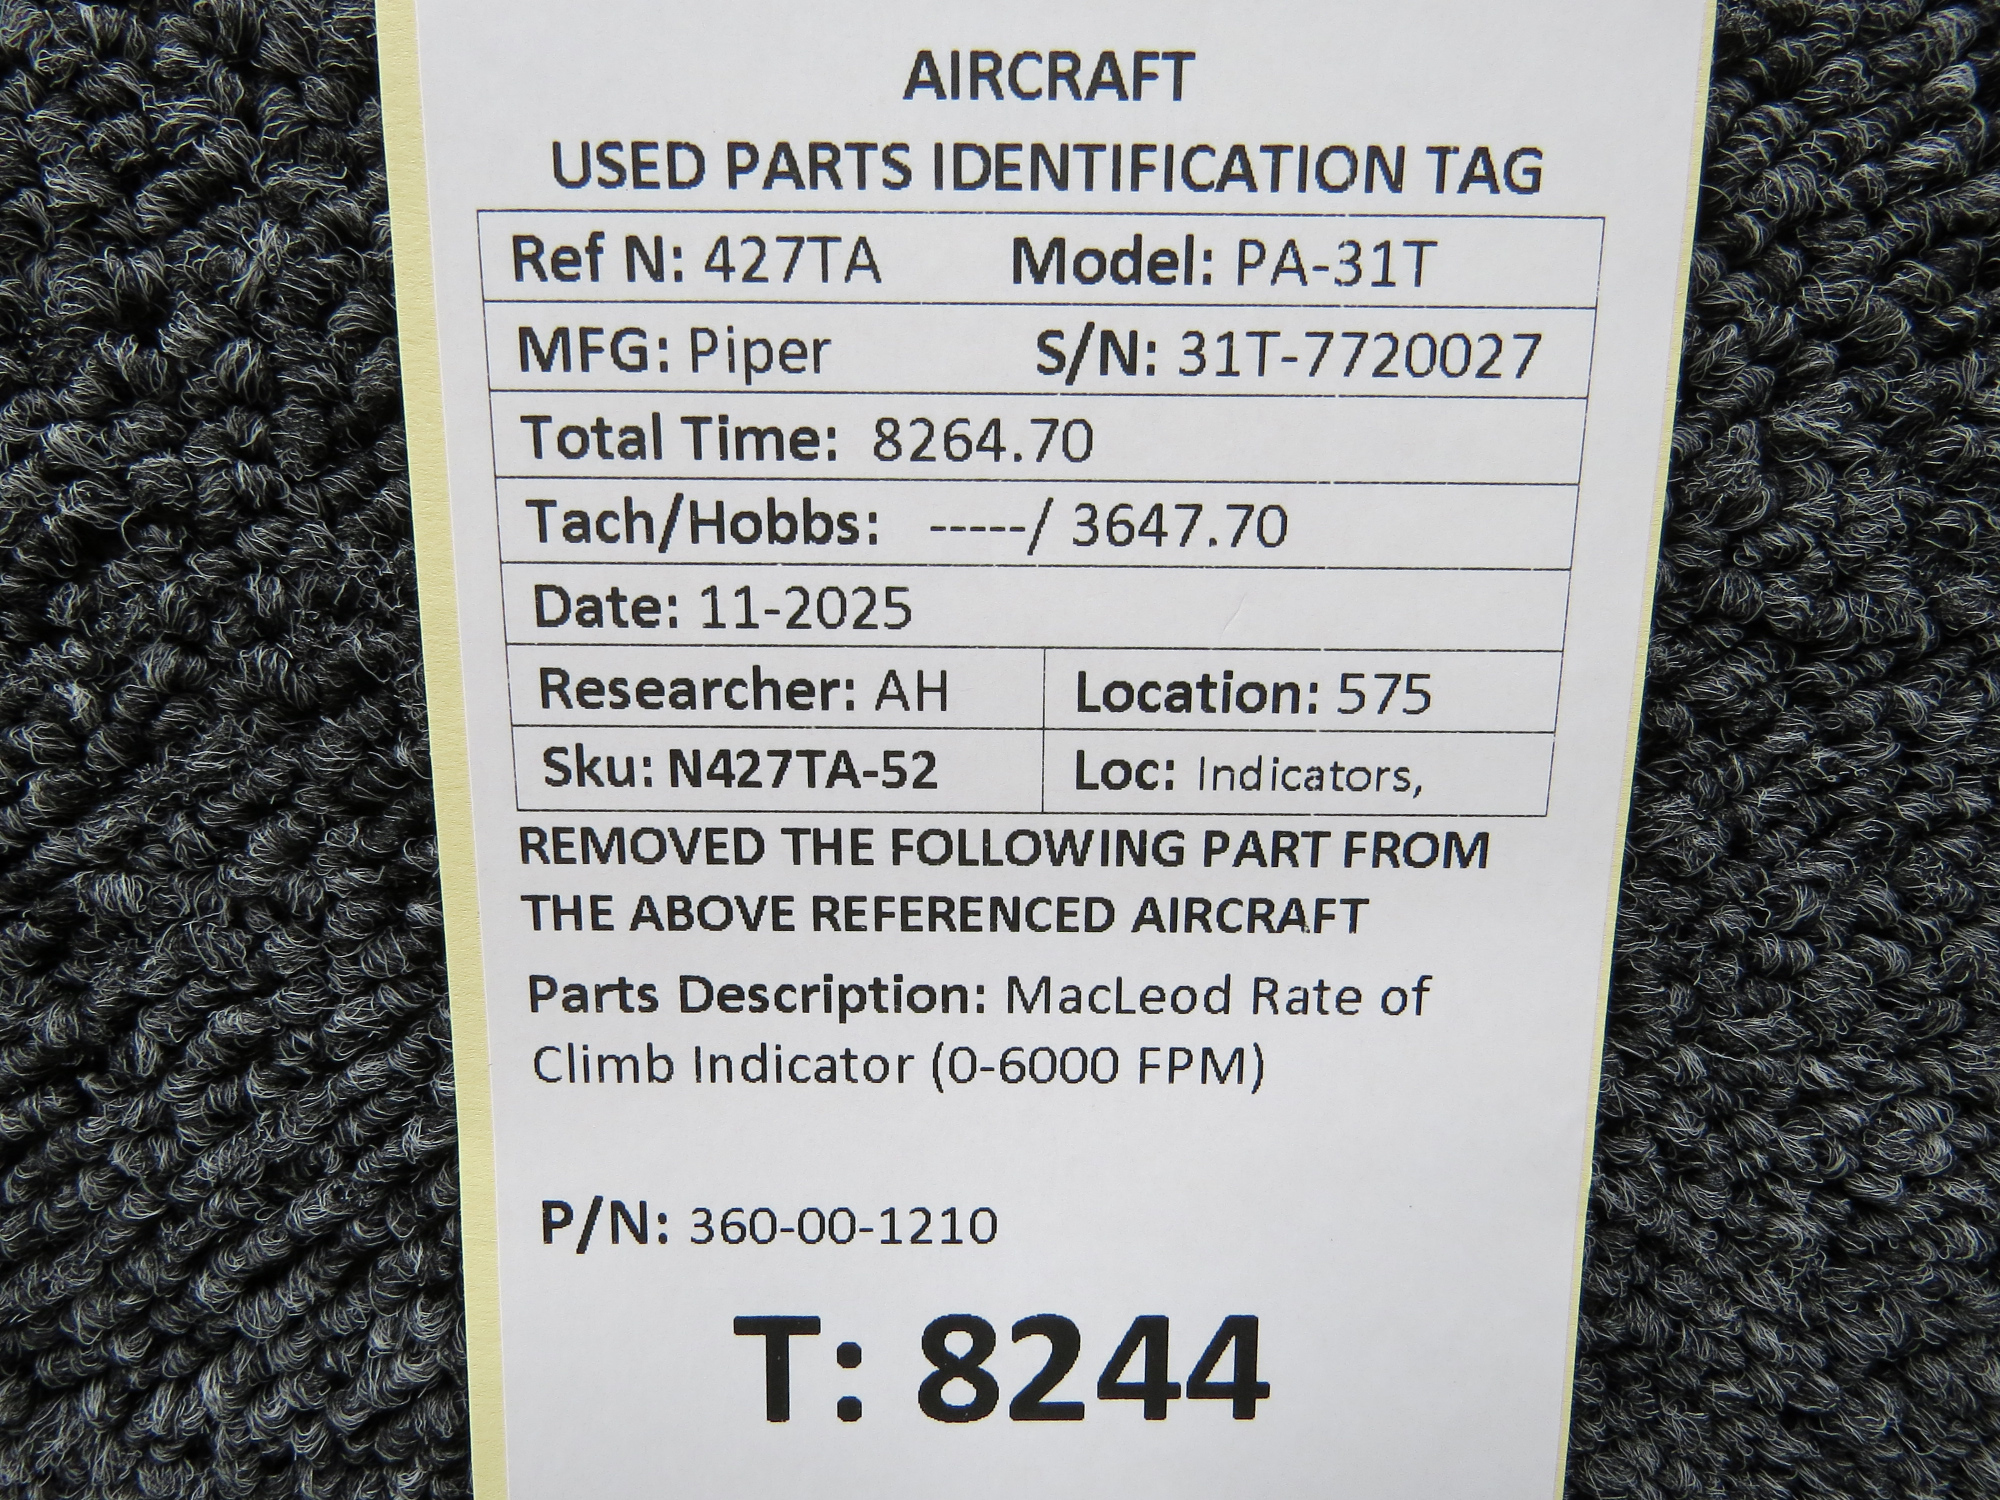 AIRCRAFT
USED PARTS IDENTIFICATION TAG
Ref N: 427TA Model: PA-31T
MFG: Piper S/N: 31T-7720027
Total Time: 8264.70
Tach/Hobbs: -----/ 3647.70
Date: 11-2025
Researcher: AH Location: 575
Sku: N427TA-52 Loc: Indicators,
REMOVED THE FOLLOWING PART FROM
THE ABOVE REFERENCED AIRCRAFT
Parts Description: MacLeod Rate of
Climb Indicator (0-6000 FPM)
P/N: 360-00-1210
T: 8244